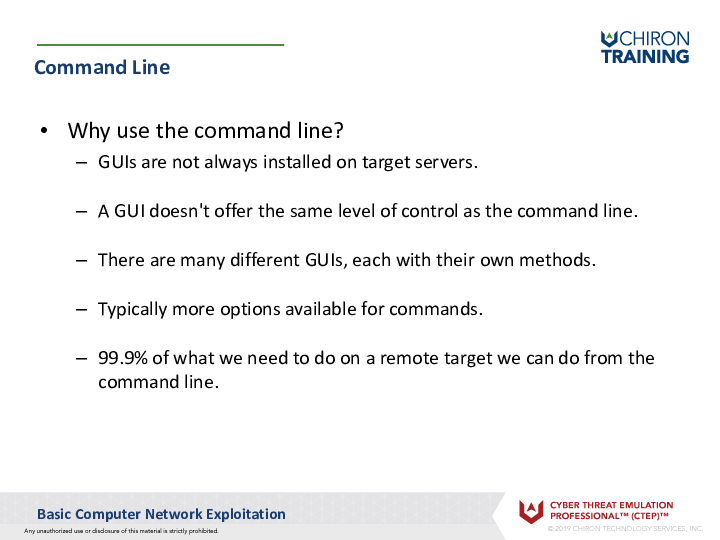 CHIRON
TRAINING
Command Line
• Why use the command line?
– GUIs are not always installed on target servers.
– A GUI doesn't offer the same level of control as the command line.
– There are many different GUIs, each with their own methods.
– Typically more options available for commands.
– 99.9% of what we need to do on a remote target we can do from the
command line.
Basic Computer Network Exploitation
Any unauthorized use or disclosure of this material is strictly prohibited.
CYBER THREAT EMULATION
PROFESSIONAL™ (CTEP)™
© 2019 CHIRON TECHNOLOGY SERVICES, INC.